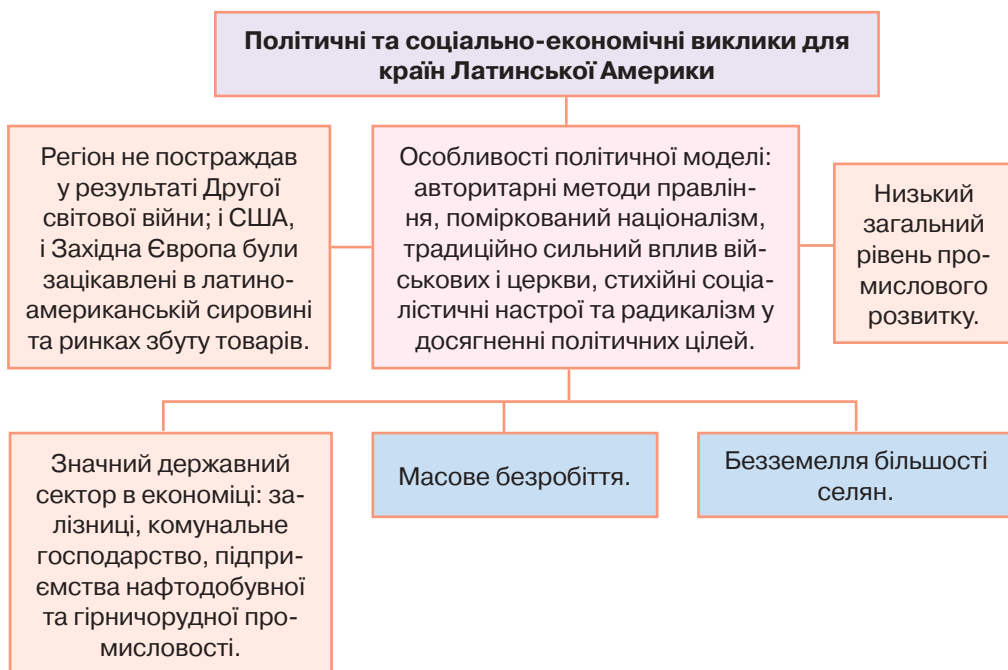 Політичні та соціально-економічні виклики для
країн Латинської Америки
Регіон не постраждав
у результаті Другої
світової війни; і США,
і Західна Європа були
зацікавлені в латино-
американській сировині
та ринках збуту товарів.
Особливості політичної моделі:
авторитарні методи правлін-
ня, поміркований націоналізм,
традиційно сильний вплив вій-
ськових і церкви, стихійні соціа-
лістичні настрої та радикалізм у
досягненні політичних цілей.
Низький
загальний
рівень про-
мислового
розвитку.
Значний державний
сектор в економіці: за-
лізниці, комунальне
господарство, підпри-
ємства нафтодобувної
та гірничорудної про-
мисловості.
Масове безробіття.
Безземелля більшості
селян.